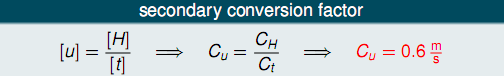 secondary conversion factor
[u] = [H] / [t] ⟹ C_u = C_H / C_t ⟹ C_u = 0.6 m/s